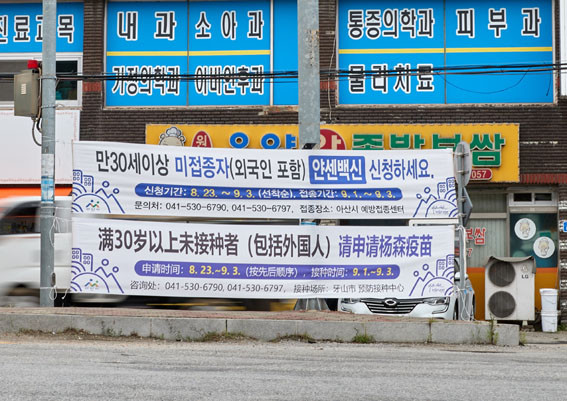 진료과목
내과 소아과
가정의학과 이비인후과
통증의학과 피부과
물리치료
만30세이상 미접종자(외국인 포함) 얀센백신 신청하세요.
신청기간: 8. 23. ~ 9. 3. (선착순), 접종기간: 9. 1. ~ 9. 3.
문의처: 041-530-6790, 041-530-6797, 접종장소: 아산시 예방접종센터
满30岁以上未接种者（包括外国人）请申请杨森疫苗
申请时间：8. 23.~9. 3.（按先后顺序），接种时间：9. 1.~9. 3.
咨询处：041-530-6790, 041-530-6797, 接种场所：牙山市 预防接种中心
족발보쌈
057
LG